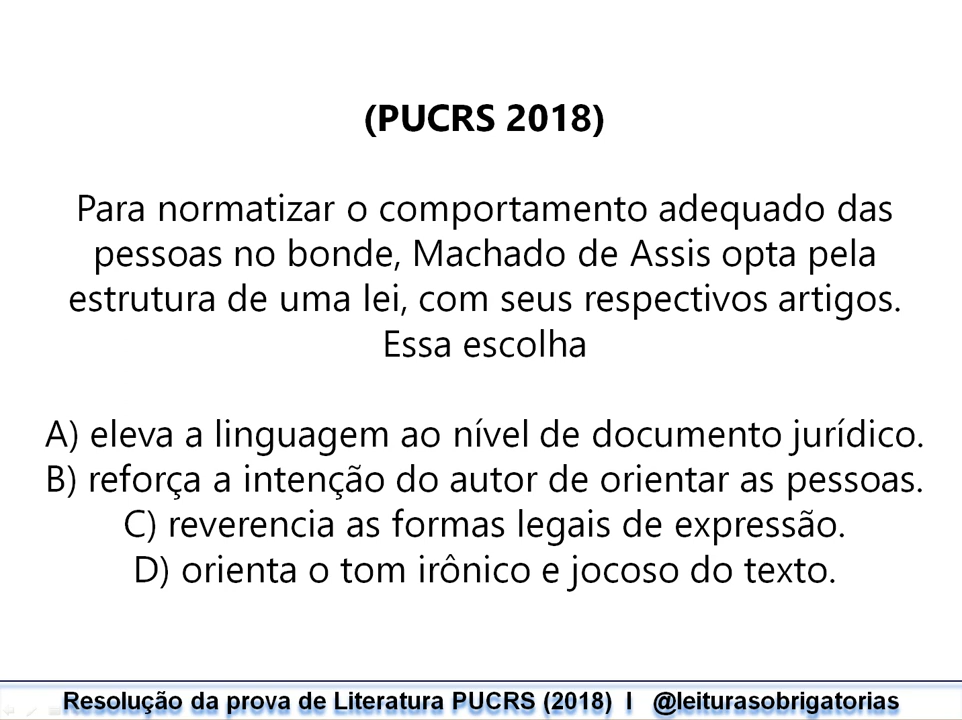 (PUCRS 2018)
Para normatizar o comportamento adequado das
pessoas no bonde, Machado de Assis opta pela
estrutura de uma lei, com seus respectivos artigos.
Essa escolha
A) eleva a linguagem ao nível de documento jurídico.
B) reforça a intenção do autor de orientar as pessoas.
C) reverencia as formas legais de expressão.
D) orienta o tom irônico e jocoso do texto.
Resolução da prova de Literatura PUCRS (2018) I @leiturasobrigatorias